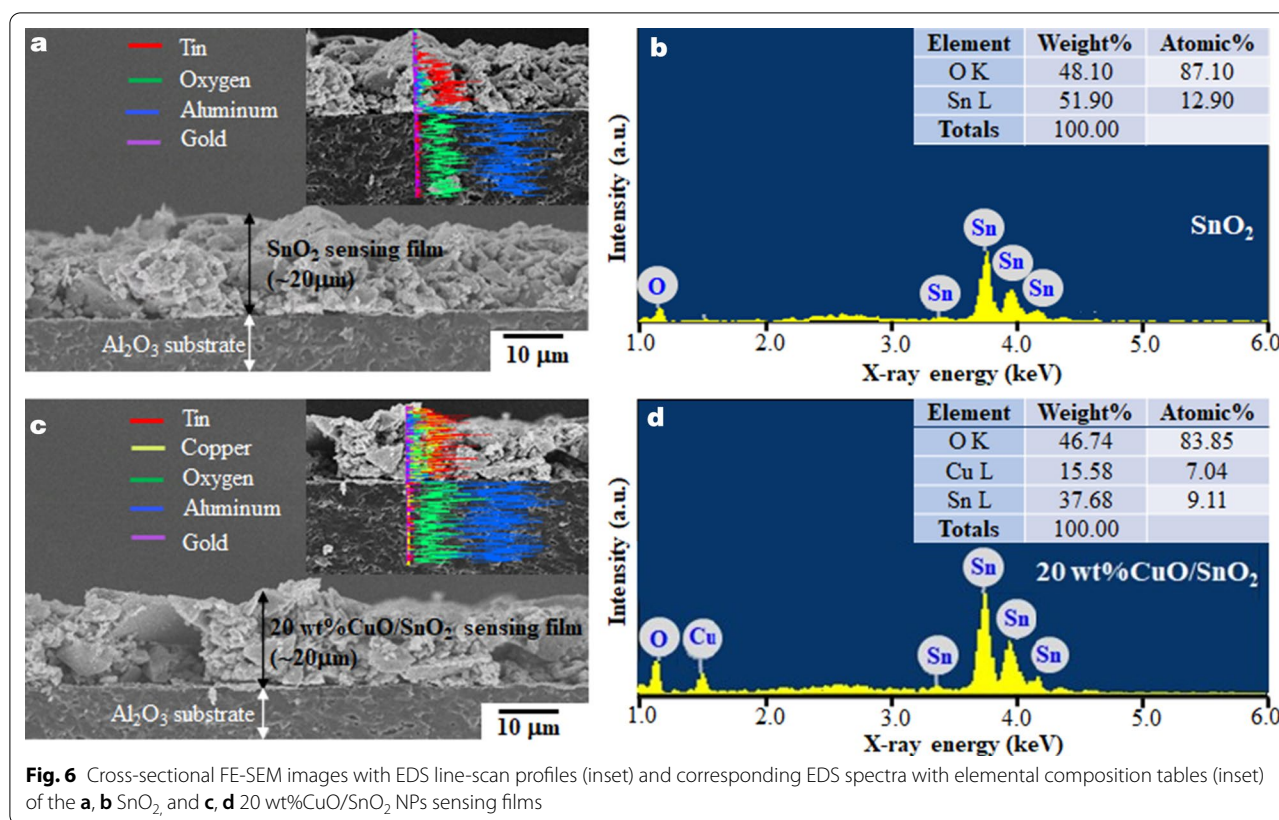 a
Tin
Oxygen
Aluminum
Gold
SnO₂ sensing film
(~20μm)
Al₂O₃ substrate
10 μm
b
Element Weight% Atomic%
O K 48.10 87.10
Sn L 51.90 12.90
Totals 100.00
SnO₂
Intensity (a.u.)
O Sn Sn Sn Sn
1.0 2.0 3.0 4.0 5.0 6.0
X-ray energy (keV)
c
Tin
Copper
Oxygen
Aluminum
Gold
20 wt%CuO/SnO₂ sensing film
(~20μm)
Al₂O₃ substrate
10 μm
d
Element Weight% Atomic%
O K 46.74 83.85
Cu L 15.58 7.04
Sn L 37.68 9.11
Totals 100.00
20 wt%CuO/SnO₂
Intensity (a.u.)
O Cu Sn Sn Sn Sn
1.0 2.0 3.0 4.0 5.0 6.0
X-ray energy (keV)
Fig. 6 Cross-sectional FE-SEM images with EDS line-scan profiles (inset) and corresponding EDS spectra with elemental composition tables (inset)
of the a, b SnO₂, and c, d 20 wt%CuO/SnO₂ NPs sensing films